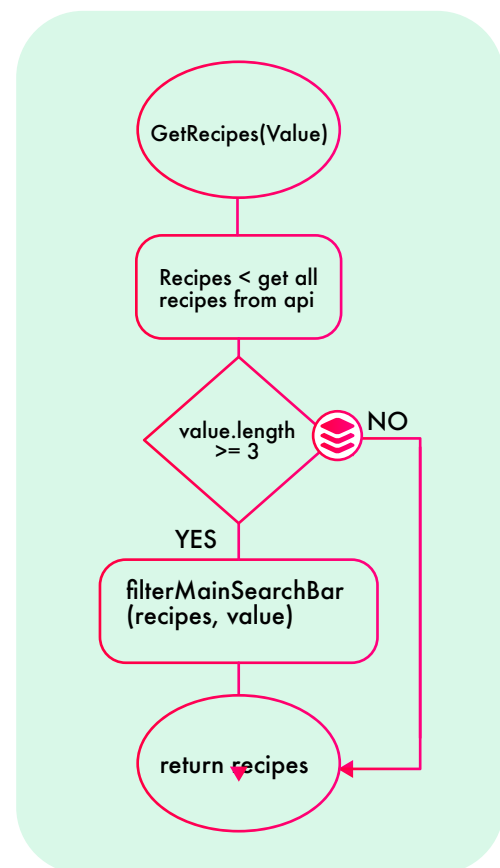 GetRecipes(Value)
Recipes < get all
recipes from api
value.length
>= 3
NO
YES
filterMainSearchBar
(recipes, value)
return recipes